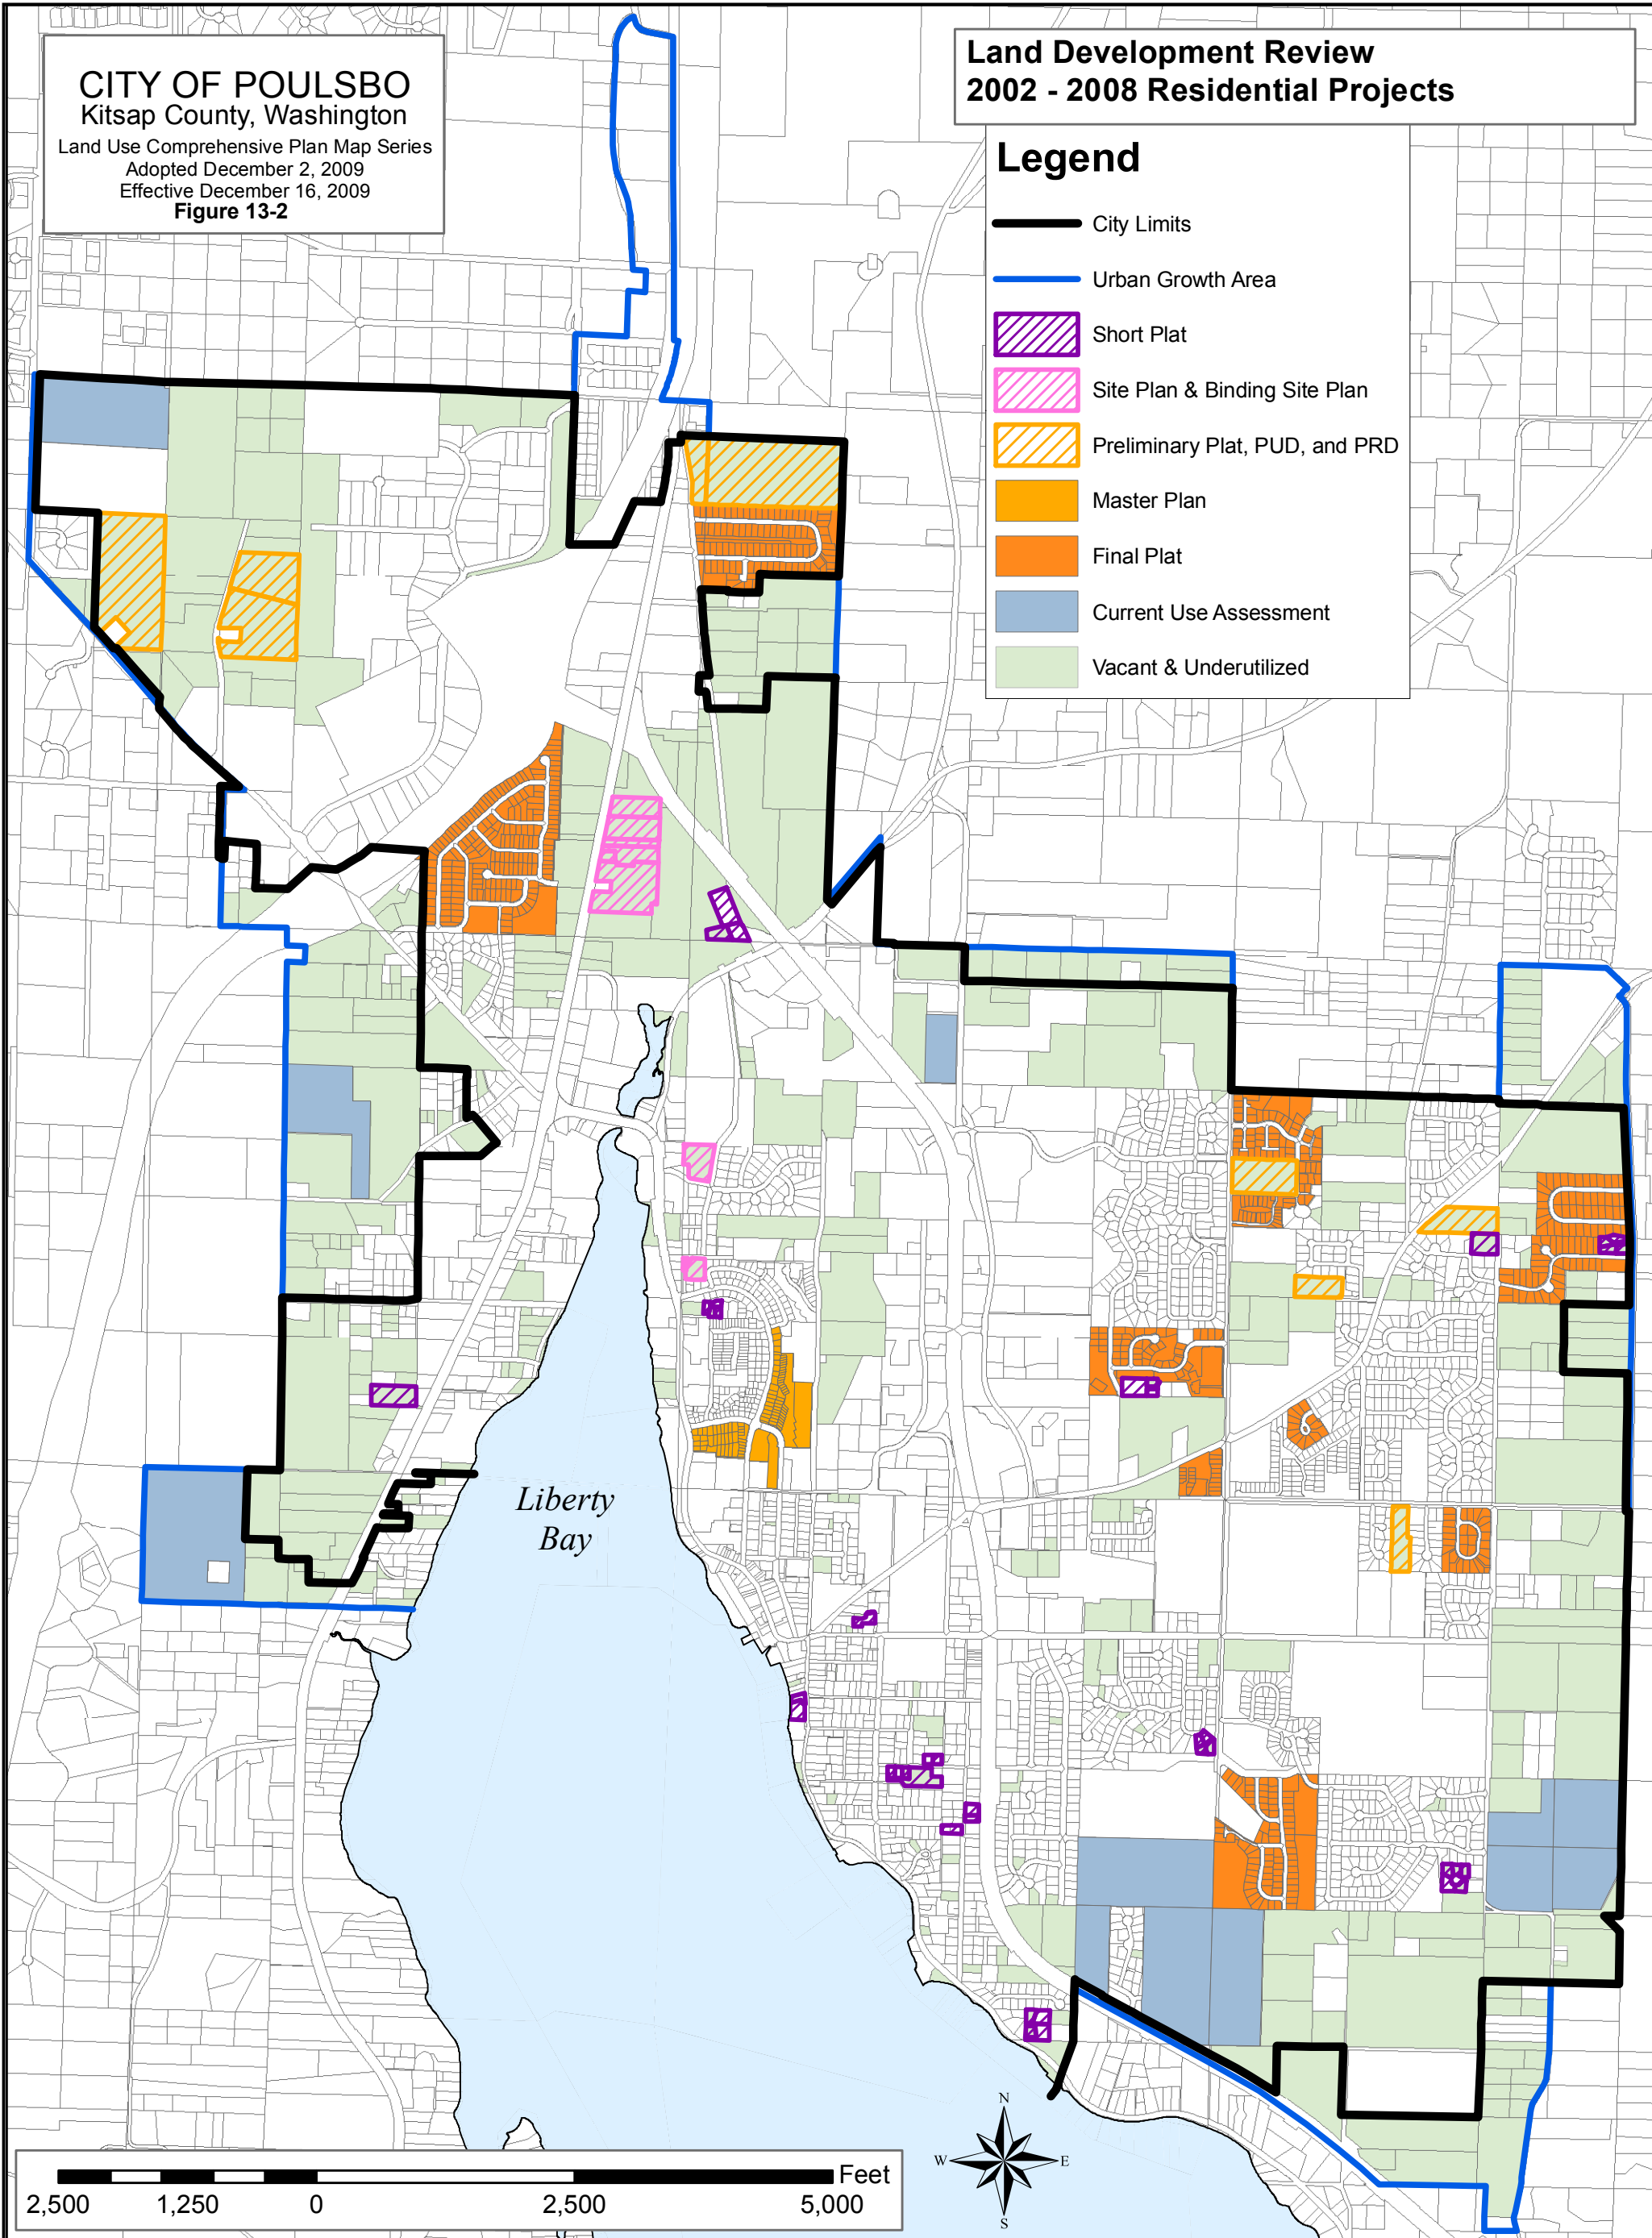 CITY OF POULSBO
Kitsap County, Washington
Land Use Comprehensive Plan Map Series
Adopted December 2, 2009
Effective December 16, 2009
Figure 13-2
Land Development Review
2002 - 2008 Residential Projects
Legend
City Limits
Urban Growth Area
Short Plat
Site Plan & Binding Site Plan
Preliminary Plat, PUD, and PRD
Master Plan
Final Plat
Current Use Assessment
Vacant & Underutilized
Liberty
Bay
N
W E
S
Feet
2,500 1,250 0 2,500 5,000